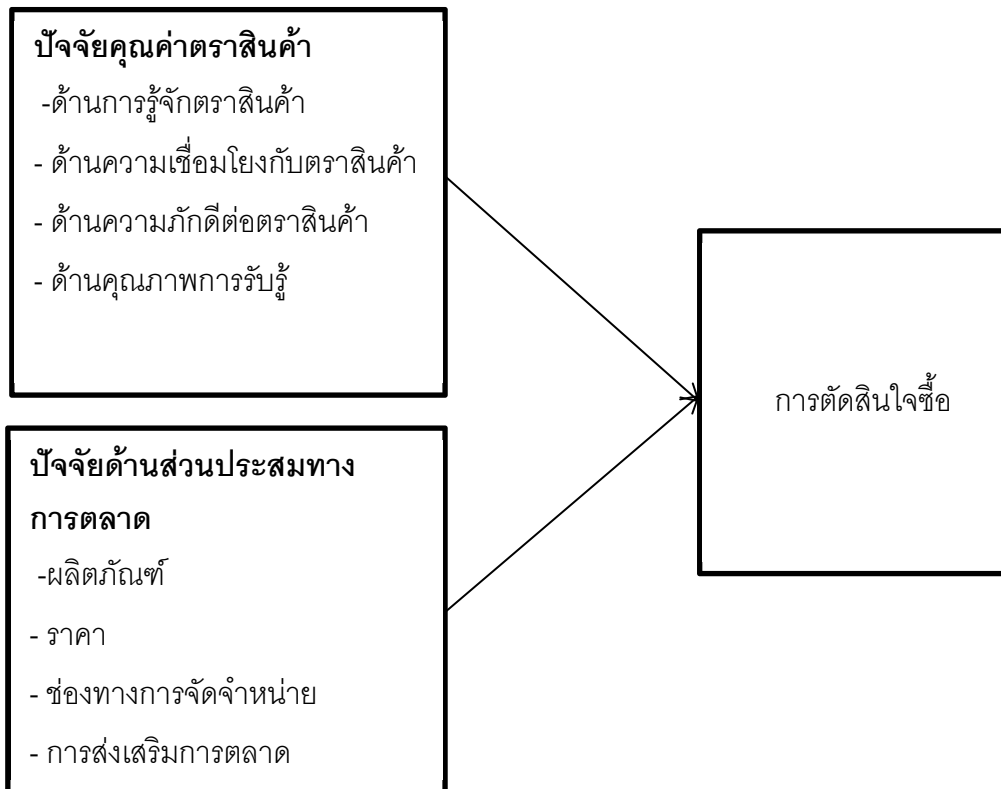 ปัจจัยคุณค่าตราสินค้า
-ด้านการรู้จักตราสินค้า
- ด้านความเชื่อมโยงกับตราสินค้า
- ด้านความภักดีต่อตราสินค้า
- ด้านคุณภาพการรับรู้
การตัดสินใจซื้อ
ปัจจัยด้านส่วนประสมทาง
การตลาด
-ผลิตภัณฑ์
- ราคา
- ช่องทางการจัดจำหน่าย
- การส่งเสริมการตลาด